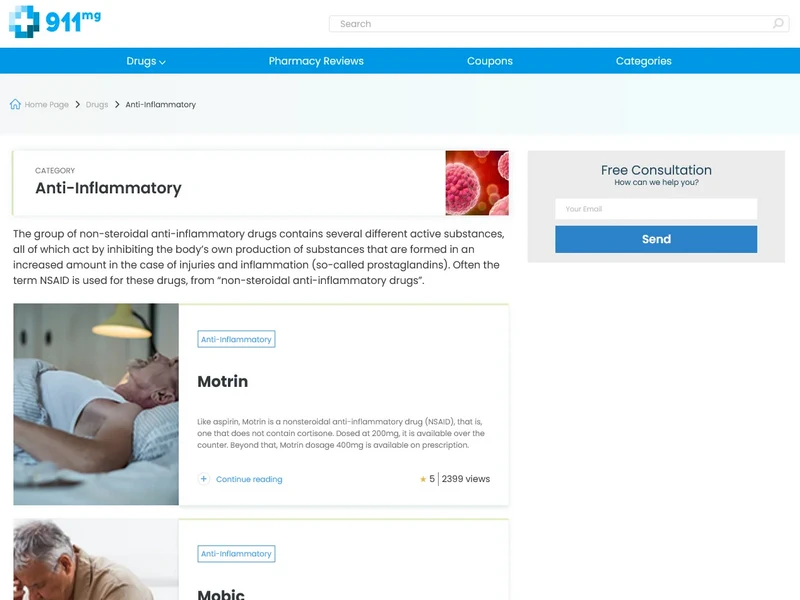 911mg
Search
Drugs
Pharmacy Reviews
Coupons
Categories
Home Page
Drugs
Anti-Inflammatory
CATEGORY
Anti-Inflammatory
The group of non-steroidal anti-inflammatory drugs contains several different active substances,
all of which act by inhibiting the body’s own production of substances that are formed in an
increased amount in the case of injuries and inflammation (so-called prostaglandins). Often the
term NSAID is used for these drugs, from “non-steroidal anti-inflammatory drugs”.
Free Consultation
How can we help you?
Your Email
Send
Anti-Inflammatory
Motrin
Like aspirin, Motrin is a nonsteroidal anti-inflammatory drug (NSAID), that is,
one that does not contain cortisone. Dosed at 200mg, it is available over the
counter. Beyond that, Motrin dosage 400mg is available on prescription.
+ Continue reading
★ 5 | 2399 views
Anti-Inflammatory
Mobic